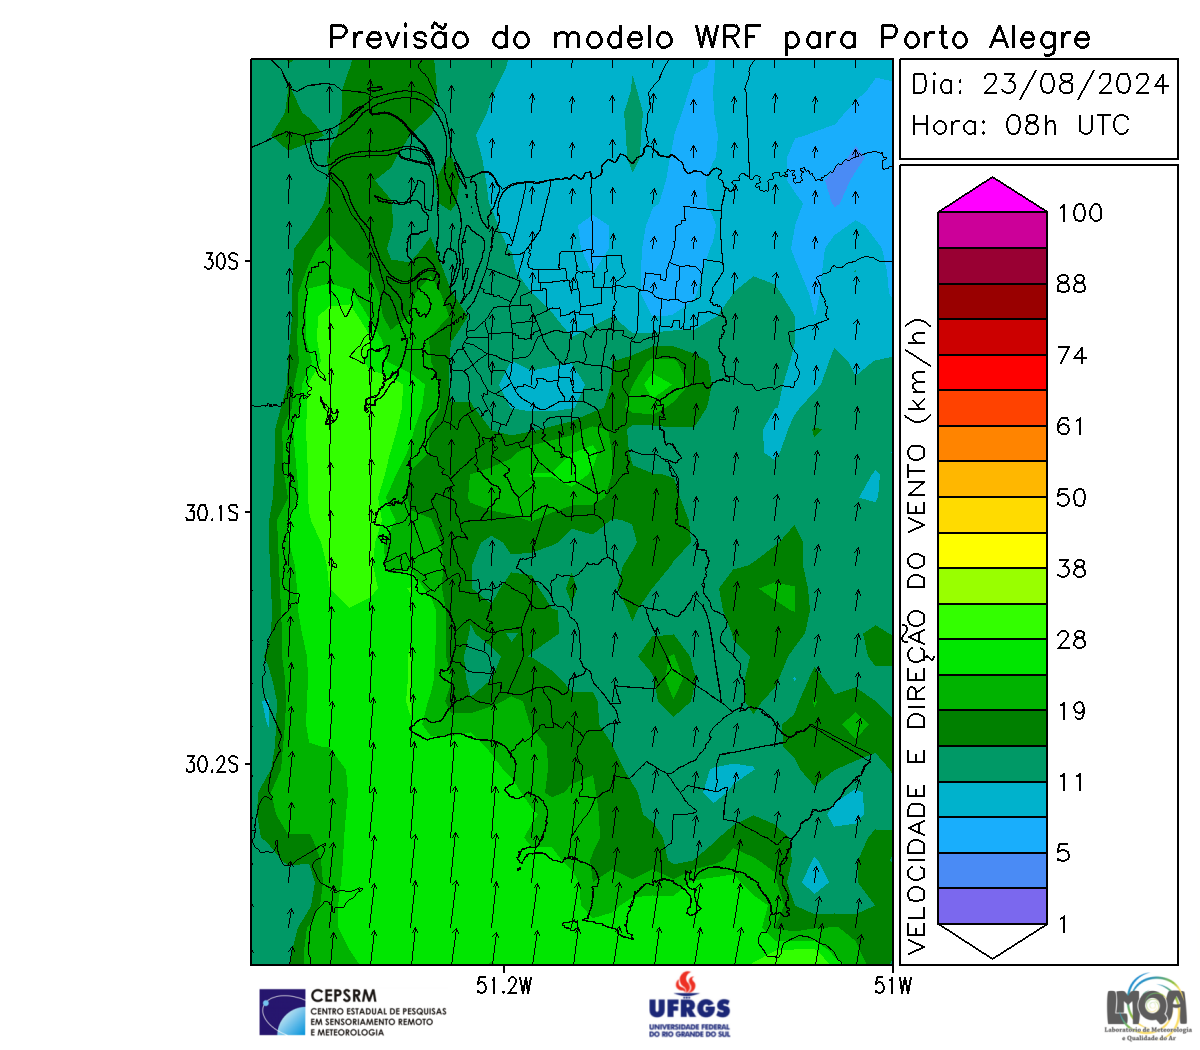 Previsão do modelo WRF para Porto Alegre
Dia: 23/08/2024
Hora: 08h UTC
30S
30.1S
30.2S
51.2W
51W
VELOCIDADE E DIREÇÃO DO VENTO (km/h)
100
88
74
61
50
38
28
19
11
5
1
CEPSRM
CENTRO ESTADUAL DE PESQUISAS
EM SENSORIAMENTO REMOTO
E METEOROLOGIA
UFRGS
UNIVERSIDADE FEDERAL
DO RIO GRANDE DO SUL
LMQA
Laboratório de Meteorologia
e Qualidade do Ar